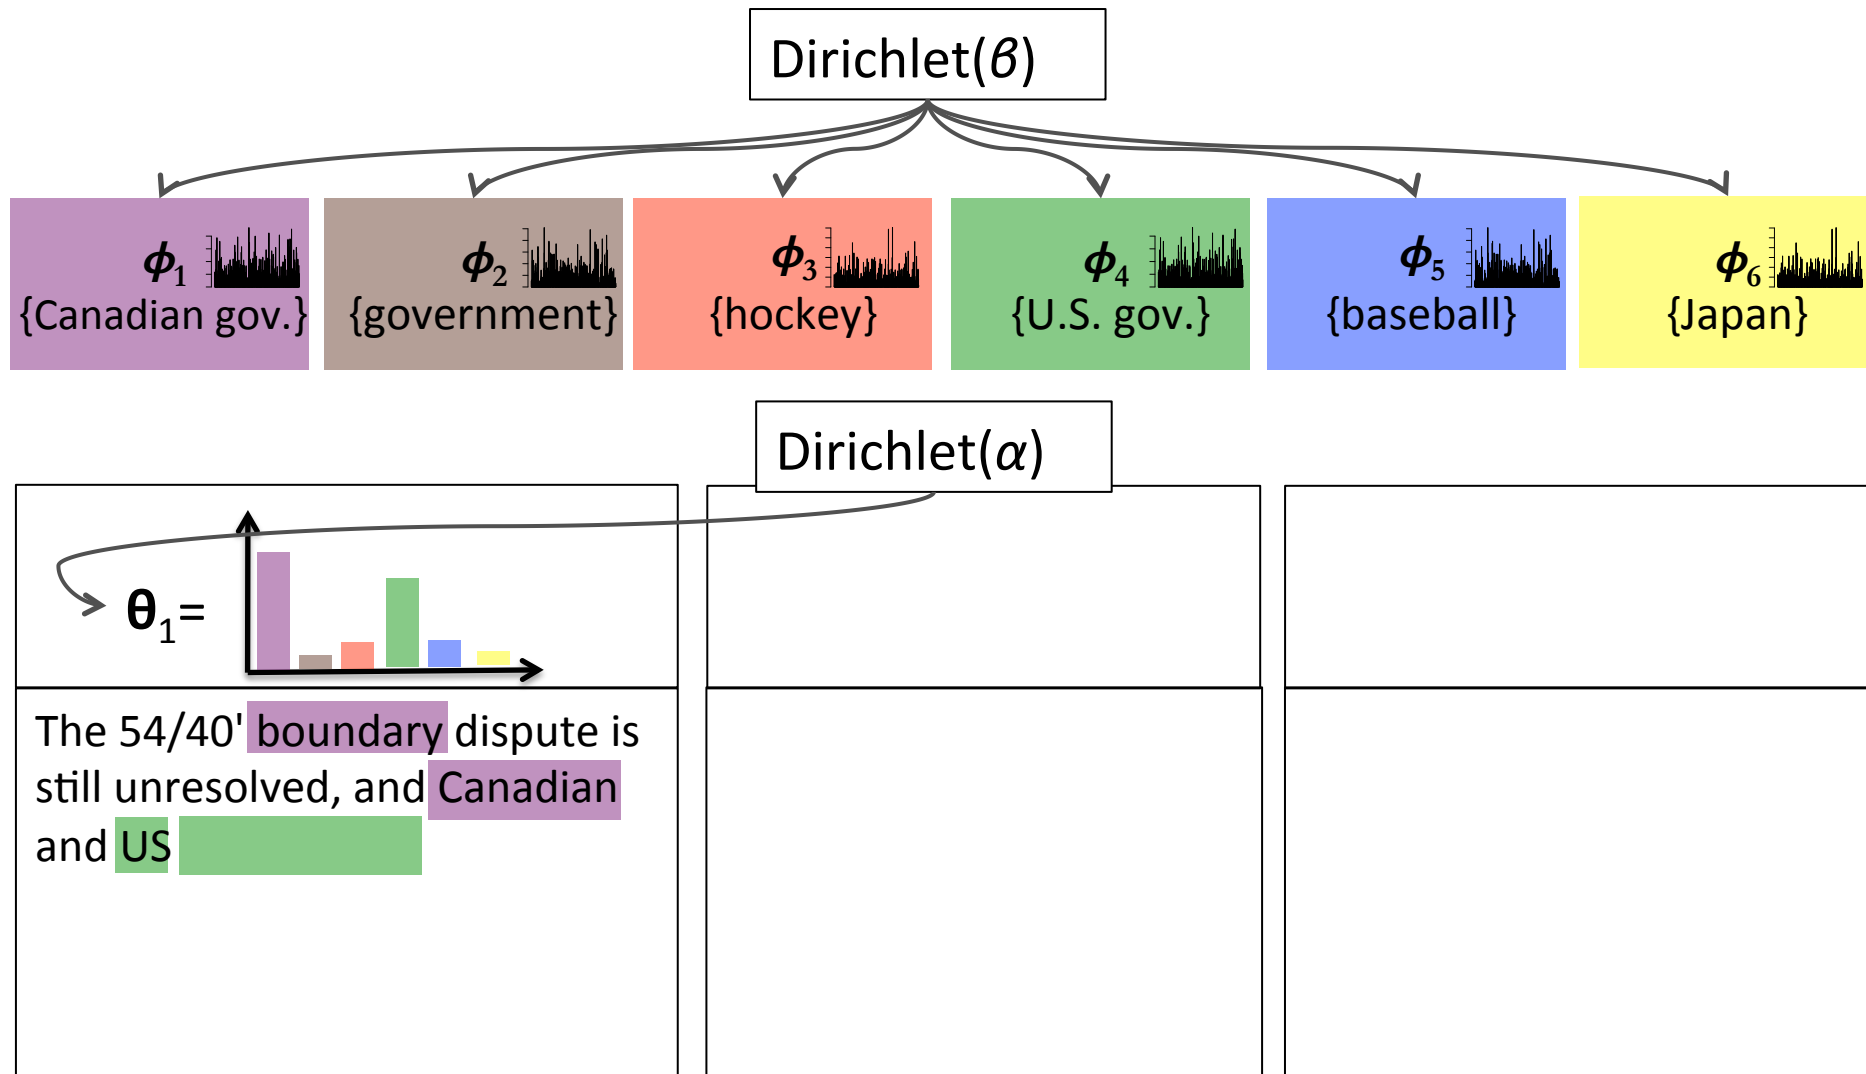 Dirichlet(β)
ϕ1
{Canadian gov.}
ϕ2
{government}
ϕ3
{hockey}
ϕ4
{U.S. gov.}
ϕ5
{baseball}
ϕ6
{Japan}
Dirichlet(α)
θ1=
The 54/40' boundary dispute is
still unresolved, and Canadian
and US